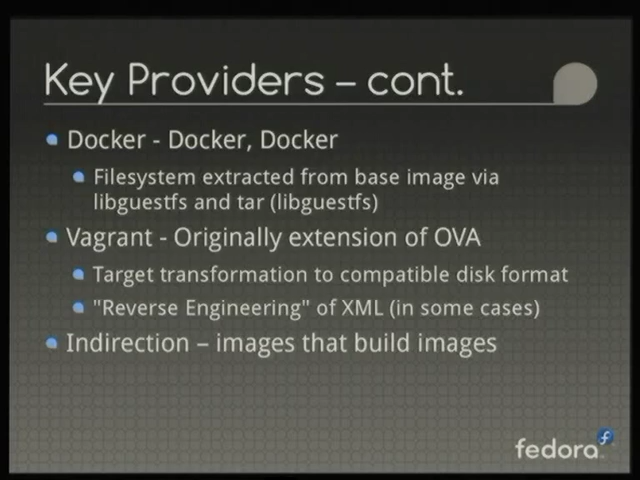 Key Providers – cont.
Docker - Docker, Docker
Filesystem extracted from base image via
libguestfs and tar (libguestfs)
Vagrant - Originally extension of OVA
Target transformation to compatible disk format
"Reverse Engineering" of XML (in some cases)
Indirection – images that build images
fedora